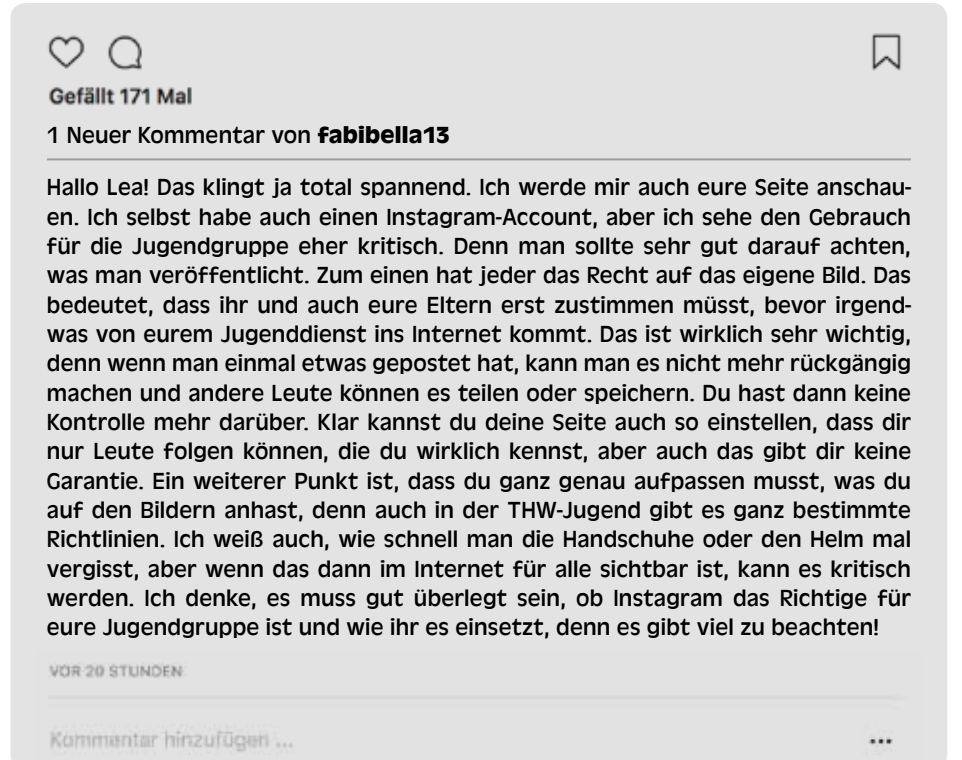 Gefällt 171 Mal
1 Neuer Kommentar von fabibella13
Hallo Lea! Das klingt ja total spannend. Ich werde mir auch eure Seite anschau-
en. Ich selbst habe auch einen Instagram-Account, aber ich sehe den Gebrauch
für die Jugendgruppe eher kritisch. Denn man sollte sehr gut darauf achten,
was man veröffentlicht. Zum einen hat jeder das Recht auf das eigene Bild. Das
bedeutet, dass ihr und auch eure Eltern erst zustimmen müsst, bevor irgend-
was von eurem Jugenddienst ins Internet kommt. Das ist wirklich sehr wichtig,
denn wenn man einmal etwas gepostet hat, kann man es nicht mehr rückgängig
machen und andere Leute können es teilen oder speichern. Du hast dann keine
Kontrolle mehr darüber. Klar kannst du deine Seite auch so einstellen, dass dir
nur Leute folgen können, die du wirklich kennst, aber auch das gibt dir keine
Garantie. Ein weiterer Punkt ist, dass du ganz genau aufpassen musst, was du
auf den Bildern anhast, denn auch in der THW-Jugend gibt es ganz bestimmte
Richtlinien. Ich weiß auch, wie schnell man die Handschuhe oder den Helm mal
vergisst, aber wenn das dann im Internet für alle sichtbar ist, kann es kritisch
werden. Ich denke, es muss gut überlegt sein, ob Instagram das Richtige für
eure Jugendgruppe ist und wie ihr es einsetzt, denn es gibt viel zu beachten!
VOR 20 STUNDEN
Kommentar hinzufügen ...